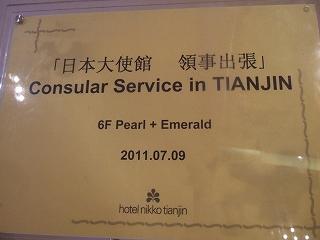 「日本大使館　領事出張」
Consular Service in TIANJIN
6F Pearl + Emerald
2011.07.09
hotel nikko tianjin